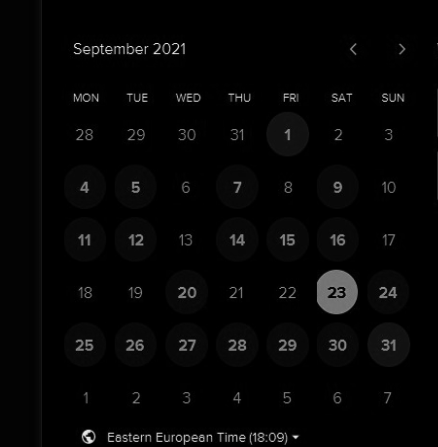 September 2021
MON TUE WED THU FRI SAT SUN
28 29 30 31 1 2 3
4 5 6 7 8 9 10
11 12 13 14 15 16 17
18 19 20 21 22 23 24
25 26 27 28 29 30 31
1 2 3 4 5 6 7
Eastern European Time (18:09)